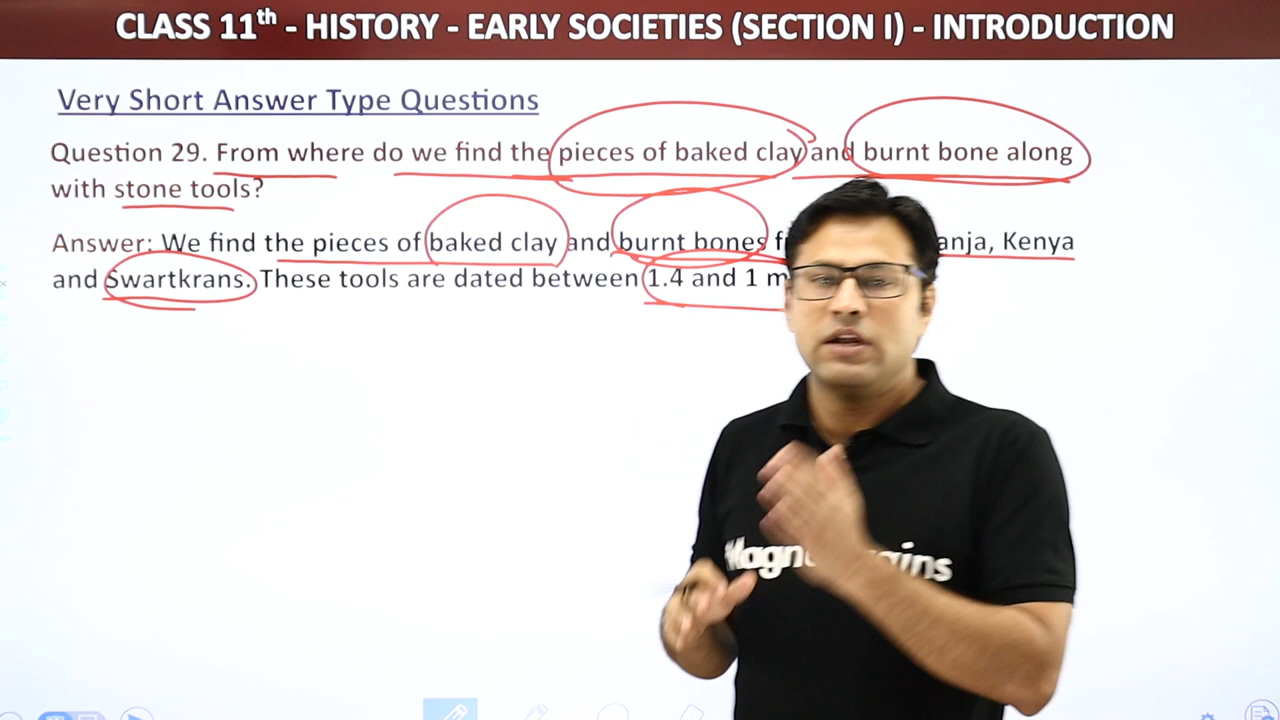 CLASS 11th - HISTORY - EARLY SOCIETIES (SECTION I) - INTRODUCTION
Very Short Answer Type Questions
Question 29. From where do we find the pieces of baked clay and burnt bone along
with stone tools?
Answer: We find the pieces of baked clay and burnt bones Kenya
and Swartkrans. These tools are dated between 1.4 and 1